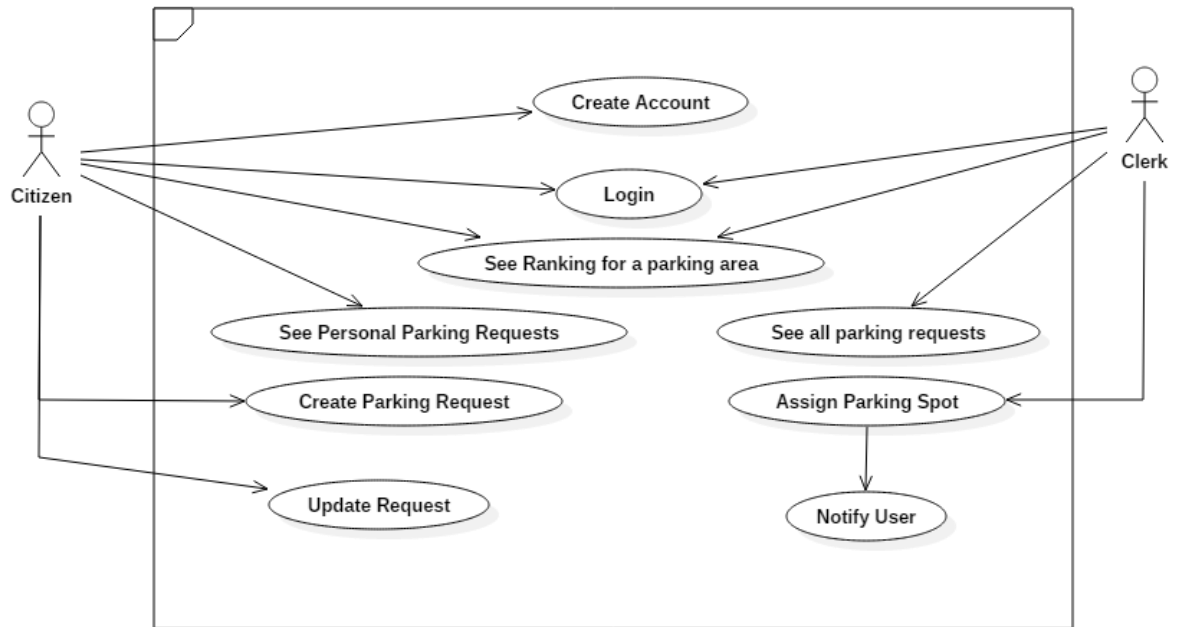 Create Account
Citizen
Clerk
Login
See Ranking for a parking area
See Personal Parking Requests
See all parking requests
Create Parking Request
Assign Parking Spot
Update Request
Notify User